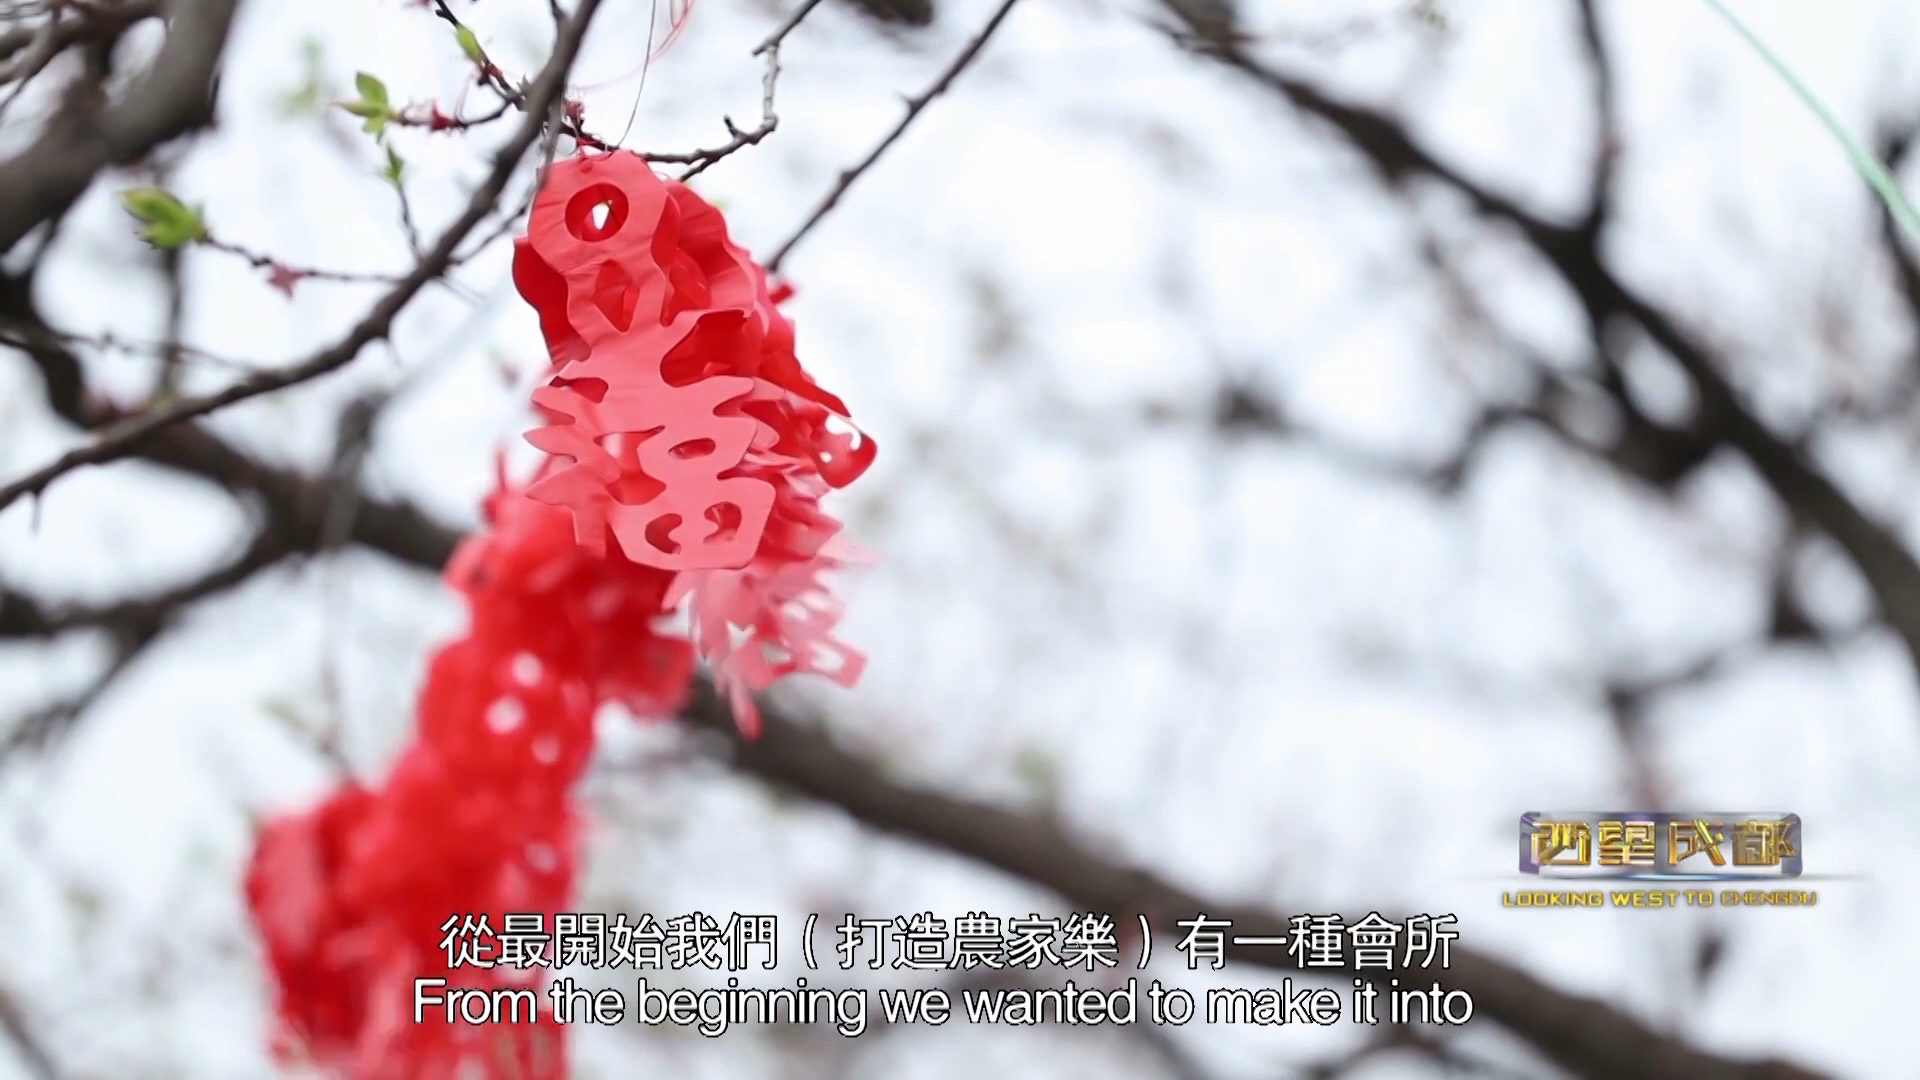 福
西望成都
LOOKING WEST TO CHENGDU
從最開始我們（打造農家樂）有一種會所
From the beginning we wanted to make it into